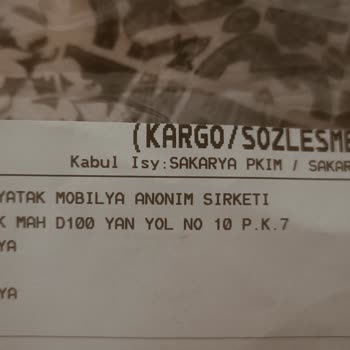 (KARGO/SOZLESME
Kabul Isy:SAKARYA PKIM / SAKAR
YATAK MOBILYA ANONIM SIRKETI
K MAH D100 YAN YOL NO 10 P.K.7
YA
YA